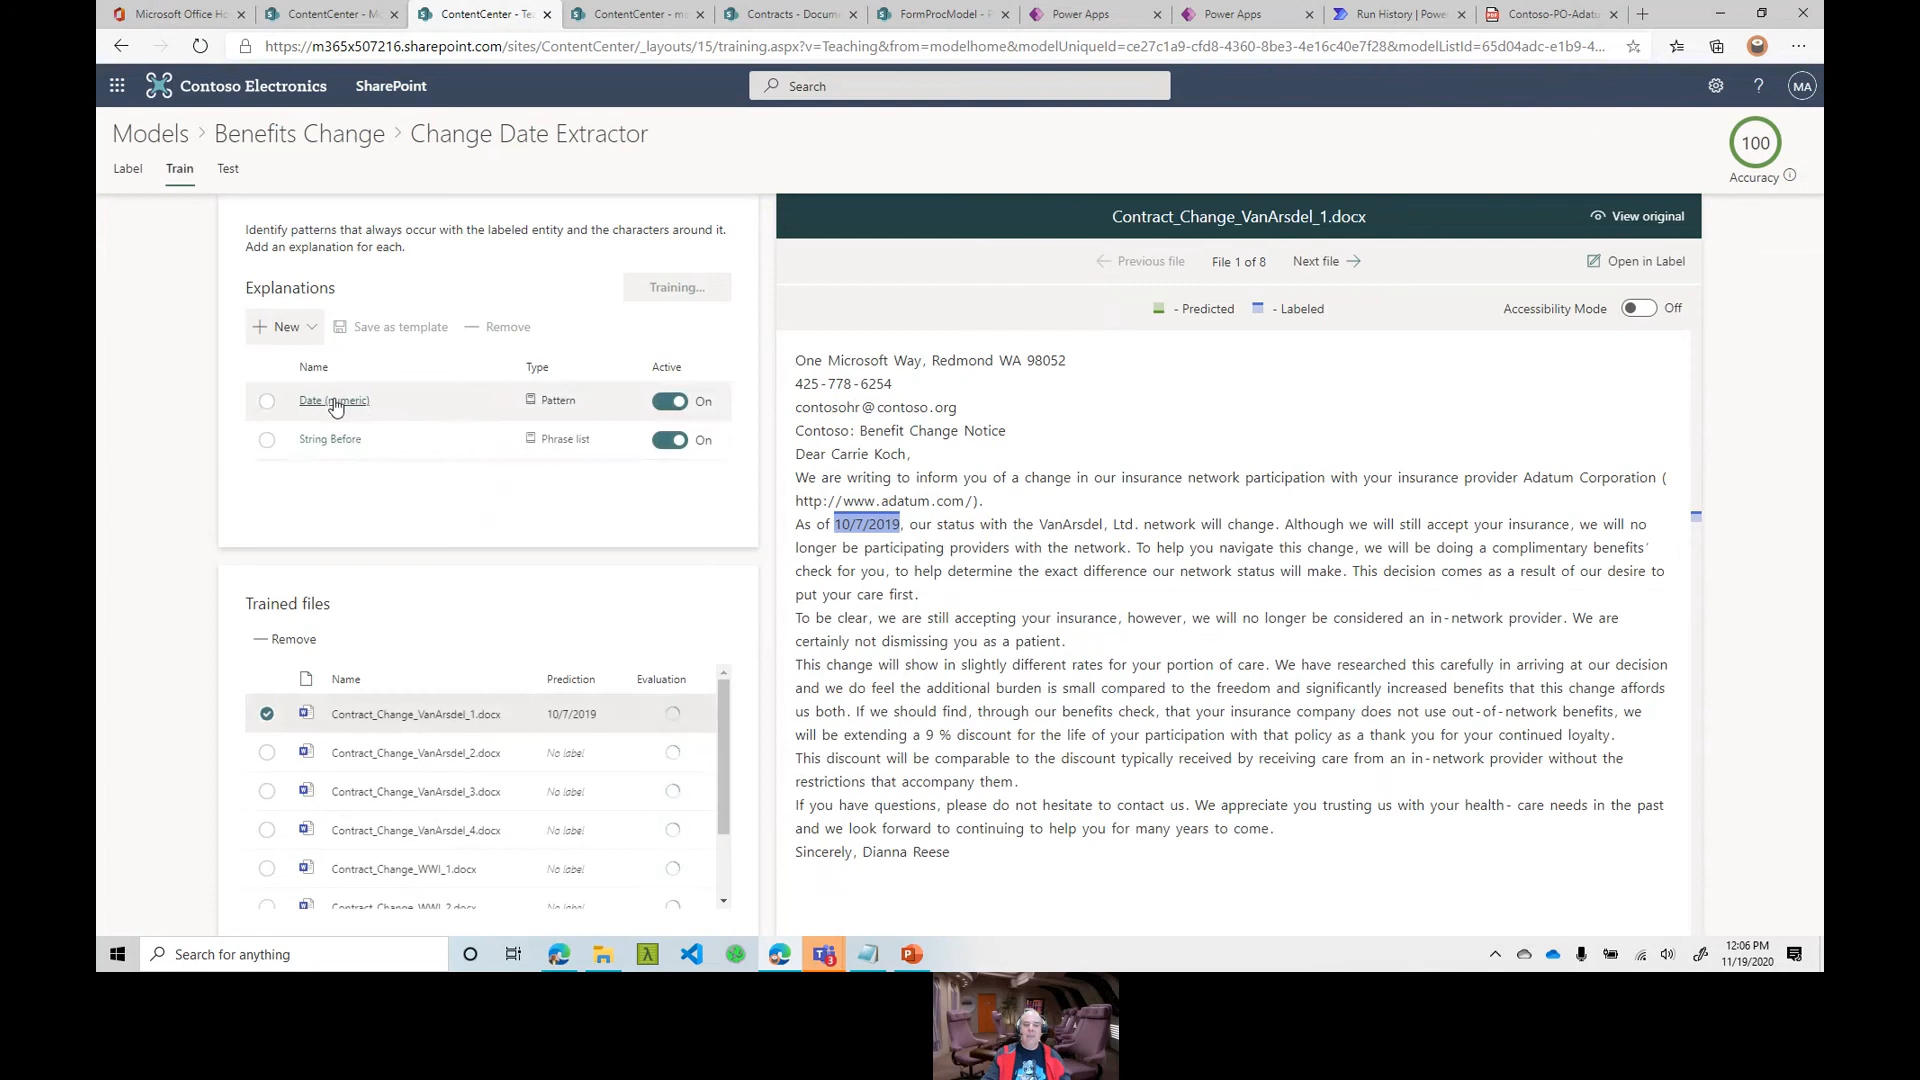 Microsoft Office Ho
ContentCenter - M
ContentCenter - Tea
ContentCenter - m
Contracts - Docum
FormProcModel - P
Power Apps
Power Apps
Run History | Powe
Contoso-PO-Adatu
https://m365x507216.sharepoint.com/sites/ContentCenter/_layouts/15/training.aspx?v=Teaching&from=modelhome&modelUniqueId=ce27c1a9-cfd8-4360-8be3-4e16c40e7f28&modelListId=65d04adc-e1b9-4...
Contoso Electronics
SharePoint
Search
MA
Models > Benefits Change > Change Date Extractor
100
Accuracy
Label
Train
Test
Identify patterns that always occur with the labeled entity and the characters around it.
Add an explanation for each.
Explanations
Training...
New
Save as template
Remove
Name
Type
Active
Date (numeric)
Pattern
On
String Before
Phrase list
On
Trained files
Remove
Name
Prediction
Evaluation
Contract_Change_VanArsdel_1.docx
10/7/2019
Contract_Change_VanArsdel_2.docx
No label
Contract_Change_VanArsdel_3.docx
No label
Contract_Change_VanArsdel_4.docx
No label
Contract_Change_WWI_1.docx
No label
Contract_Change_WWI_2.docx
No label
Contract_Change_VanArsdel_1.docx
View original
Previous file
File 1 of 8
Next file
Open in Label
- Predicted
- Labeled
Accessibility Mode
Off
One Microsoft Way, Redmond WA 98052
425-778-6254
contosohr@contoso.org
Contoso: Benefit Change Notice
Dear Carrie Koch,
We are writing to inform you of a change in our insurance network participation with your insurance provider Adatum Corporation (
http://www.adatum.com/).
As of 10/7/2019, our status with the VanArsdel, Ltd. network will change. Although we will still accept your insurance, we will no
longer be participating providers with the network. To help you navigate this change, we will be doing a complimentary benefits'
check for you, to help determine the exact difference our network status will make. This decision comes as a result of our desire to
put your care first.
To be clear, we are still accepting your insurance, however, we will no longer be considered an in-network provider. We are
certainly not dismissing you as a patient.
This change will show in slightly different rates for your portion of care. We have researched this carefully in arriving at our decision
and we do feel the additional burden is small compared to the freedom and significantly increased benefits that this change affords
us both. If we should find, through our benefits check, that your insurance company does not use out-of-network benefits, we
will be extending a 9 % discount for the life of your participation with that policy as a thank you for your continued loyalty.
This discount will be comparable to the discount typically received by receiving care from an in-network provider without the
restrictions that accompany them.
If you have questions, please do not hesitate to contact us. We appreciate you trusting us with your health- care needs in the past
and we look forward to continuing to help you for many years to come.
Sincerely, Dianna Reese
Search for anything
12:06 PM
11/19/2020